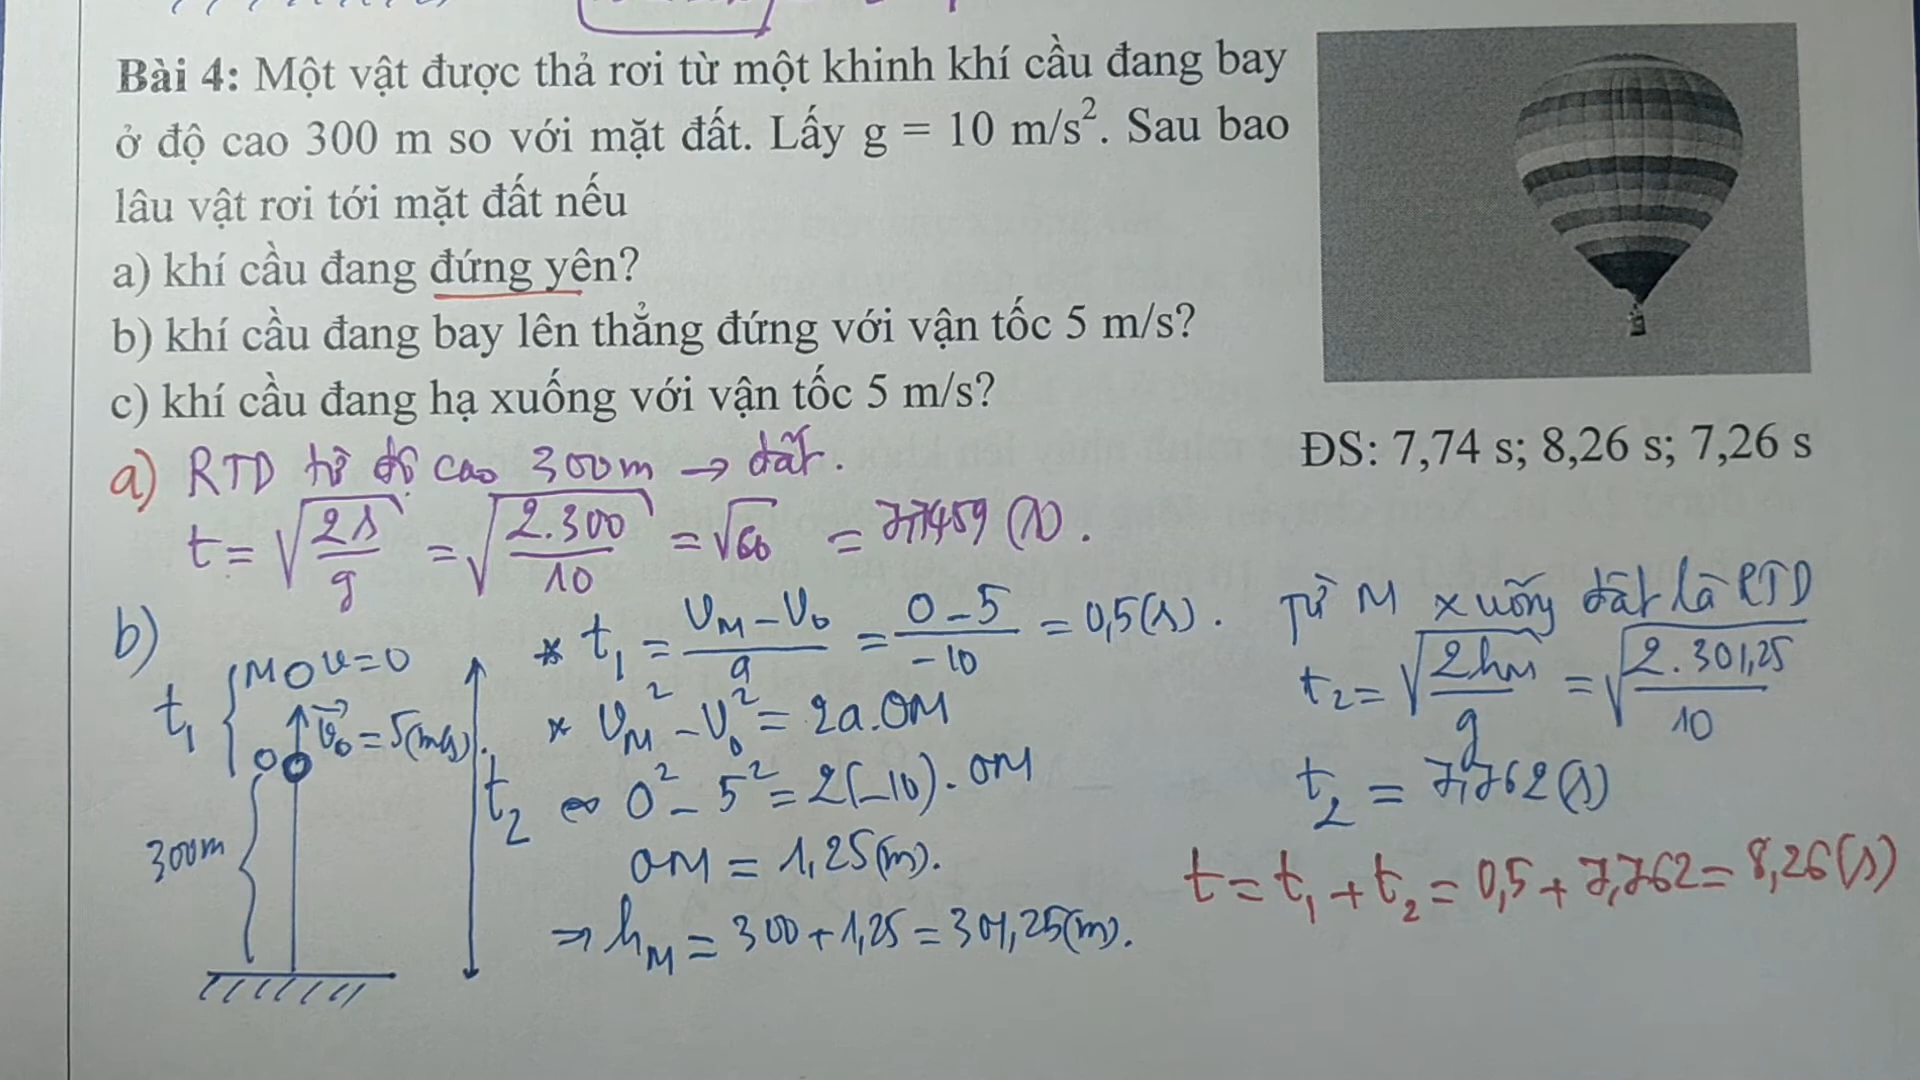 Bài 4: Một vật được thả rơi từ một khinh khí cầu đang bay
ở độ cao 300 m so với mặt đất. Lấy g = 10 m/s². Sau bao
lâu vật rơi tới mặt đất nếu
a) khí cầu đang đứng yên?
b) khí cầu đang bay lên thẳng đứng với vận tốc 5 m/s?
c) khí cầu đang hạ xuống với vận tốc 5 m/s?
ĐS: 7,74 s; 8,26 s; 7,26 s
a) RTD từ độ cao 300m → đất.
t = √(2s/g) = √(2.300/10) = √60 = 7,7459 (s).
b)
t₁ { M O v=0
O v₀ = 5(m/s).
300m
t₂
* t₁ = (v_M − v₀)/a = (0 − 5)/−10 = 0,5(s).
* v_M² − v₀² = 2a.OM
⇔ 0² − 5² = 2(−10).OM
OM = 1,25(m).
⇒ h_M = 300 + 1,25 = 301,25(m).
Từ M xuống đất là RTD
t₂ = √(2h_M/g) = √(2.301,25/10)
t₂ = 7,762(s)
t = t₁ + t₂ = 0,5 + 7,762 = 8,26(s)